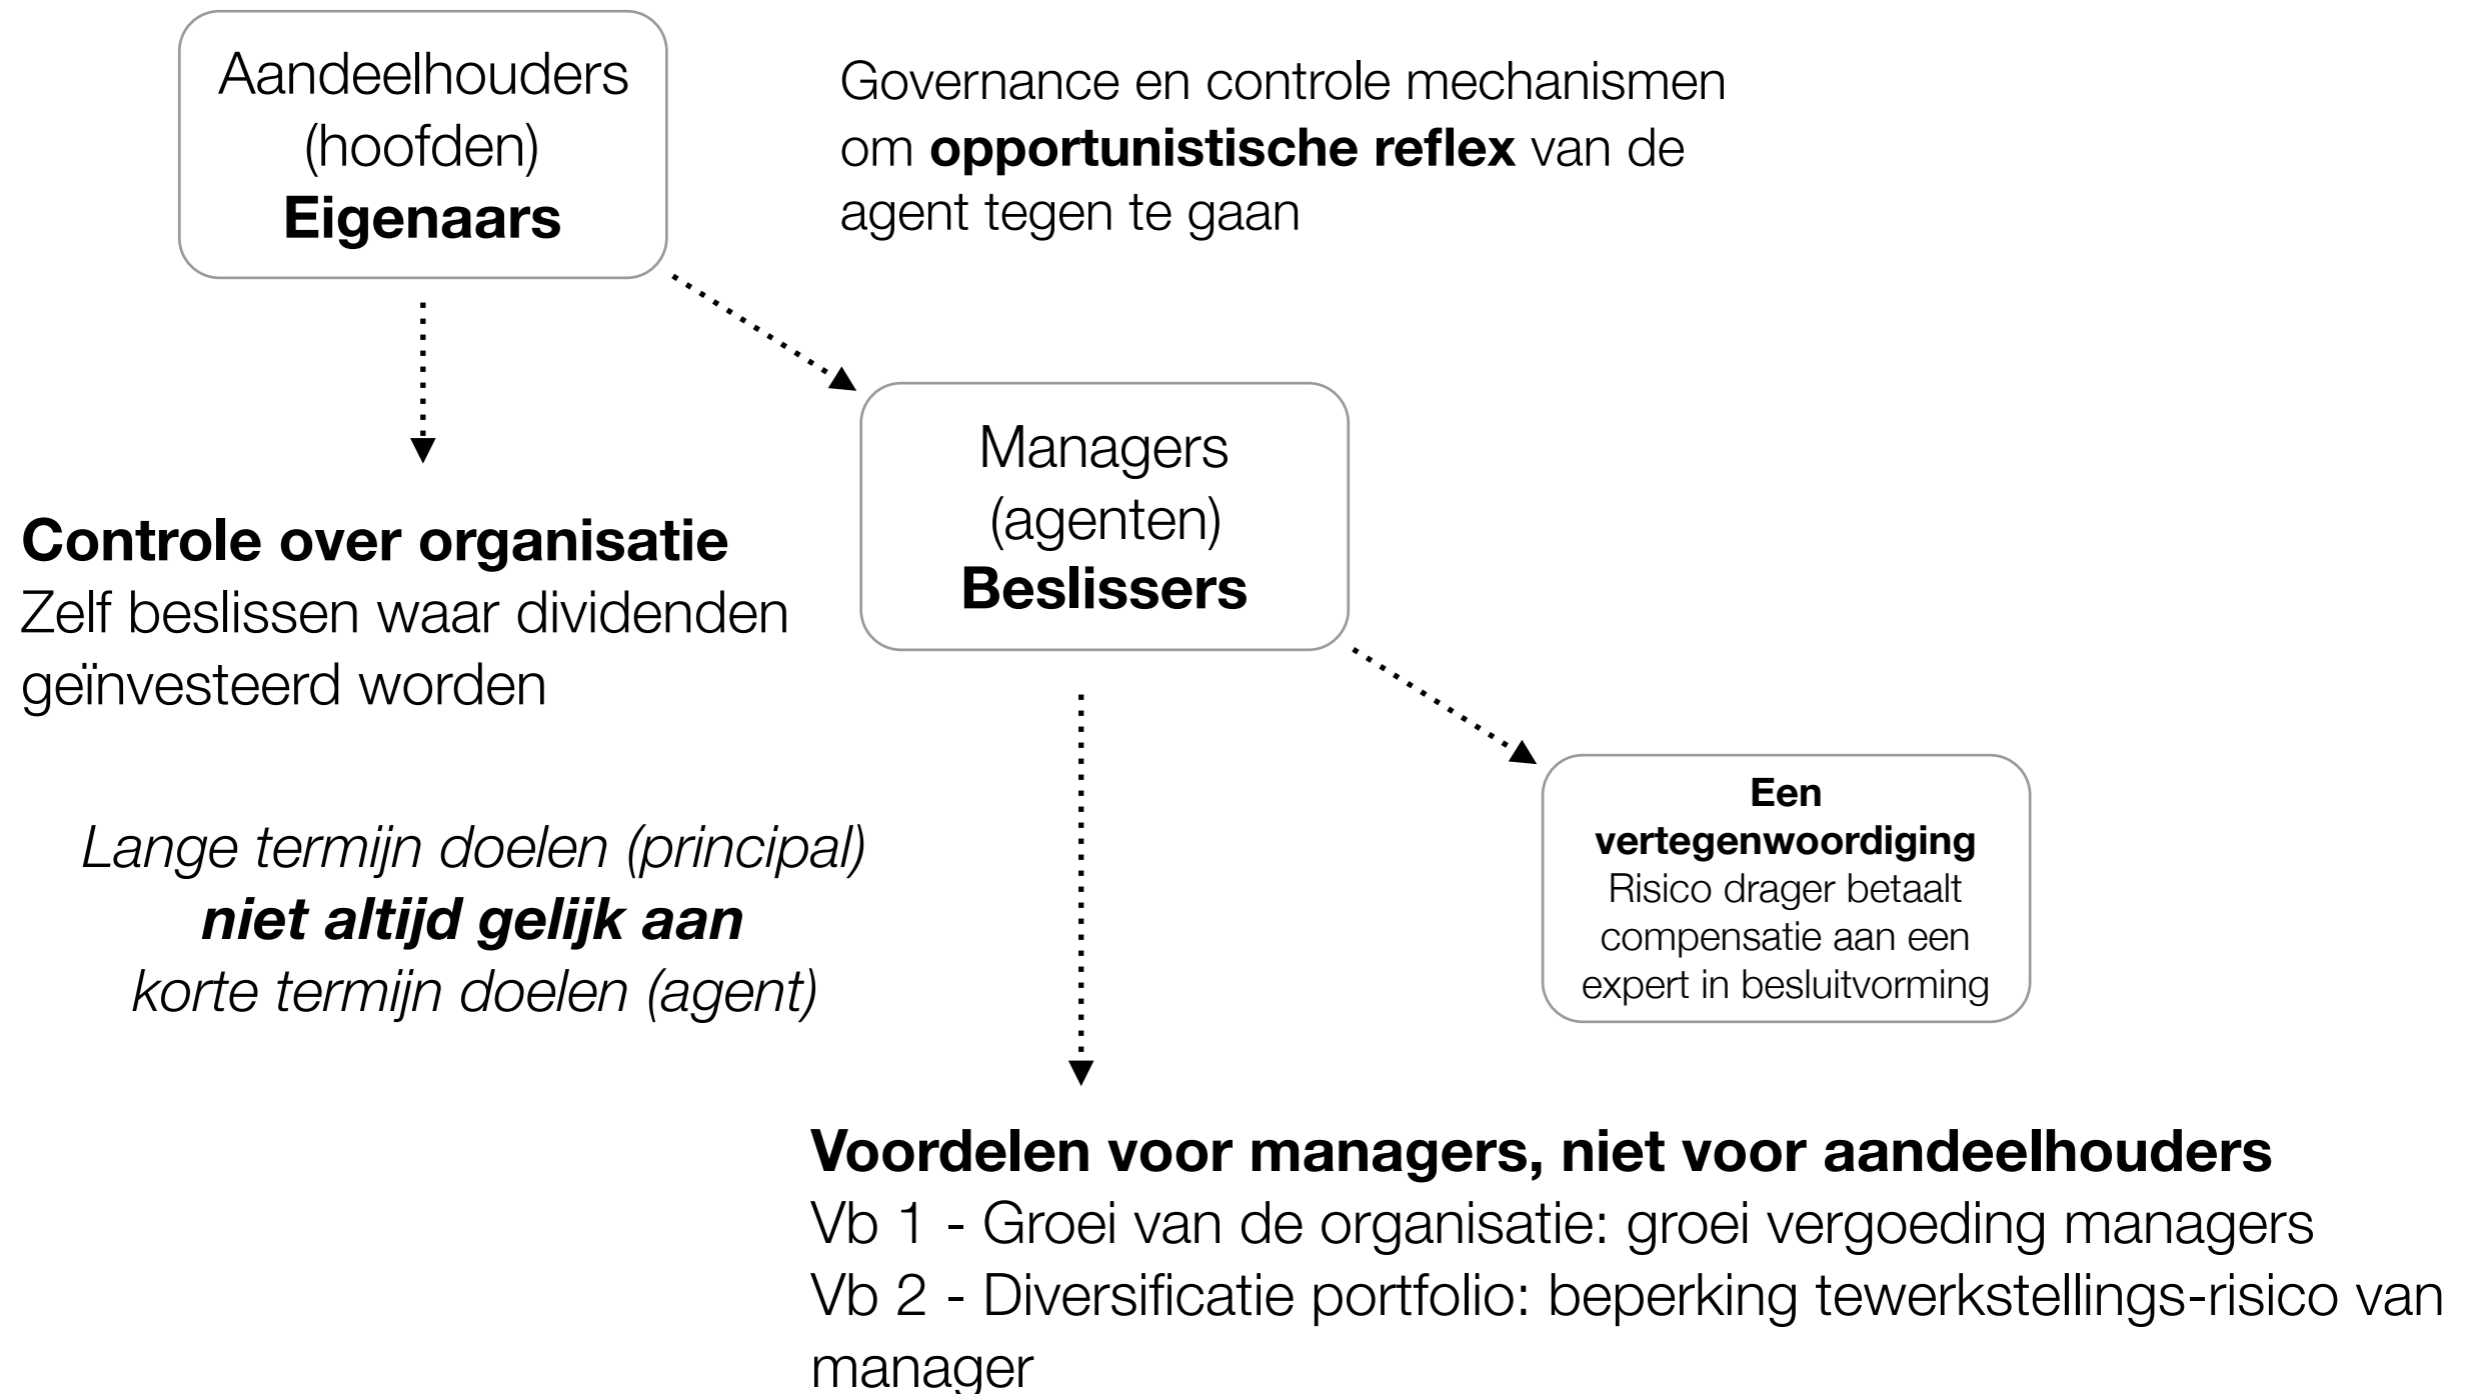 Aandeelhouders
(hoofden)
Eigenaars
Governance en controle mechanismen
om opportunistische reflex van de
agent tegen te gaan
Managers
(agenten)
Beslissers
Controle over organisatie
Zelf beslissen waar dividenden
geïnvesteerd worden
Lange termijn doelen (principal)
niet altijd gelijk aan
korte termijn doelen (agent)
Een
vertegenwoordiging
Risico drager betaalt
compensatie aan een
expert in besluitvorming
Voordelen voor managers, niet voor aandeelhouders
Vb 1 - Groei van de organisatie: groei vergoeding managers
Vb 2 - Diversificatie portfolio: beperking tewerkstellings-risico van
manager